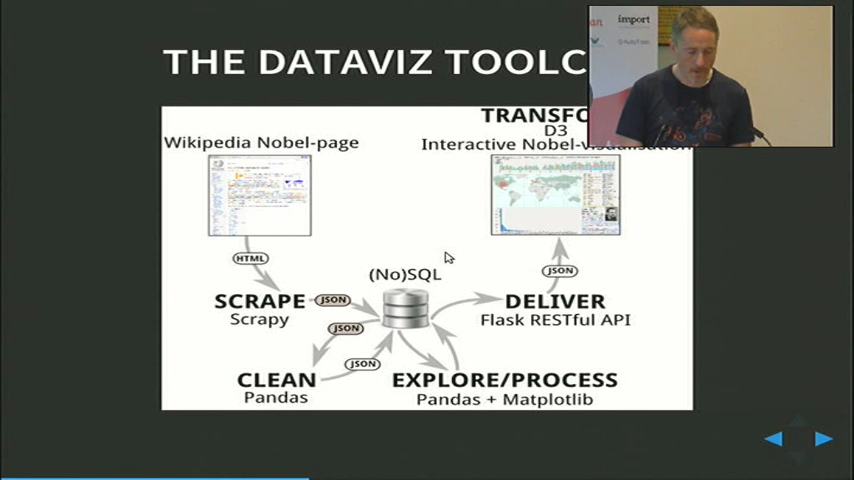 THE DATAVIZ TOOLC
import
TRANSFO
D3
Wikipedia Nobel-page
Interactive Nobel-visualisation
HTML
(No)SQL
JSON
SCRAPE
JSON
DELIVER
Scrapy
JSON
Flask RESTful API
JSON
CLEAN
EXPLORE/PROCESS
Pandas
Pandas + Matplotlib